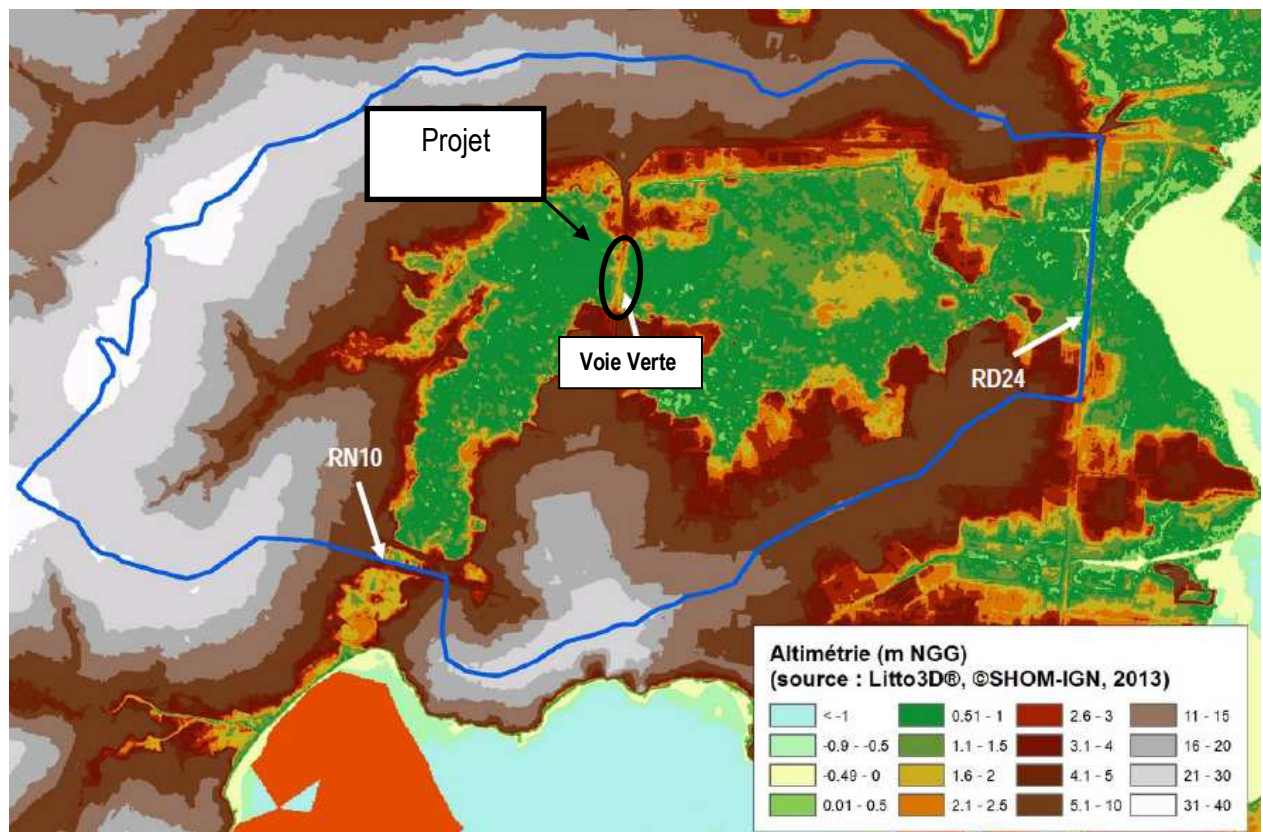 Projet
Voie Verte
RD24
RN10
Altimétrie (m NGG)
(source : Litto3D®, ©SHOM-IGN, 2013)
< -1
-0.9 - -0.5
-0.49 - 0
0.01 - 0.5
0.51 - 1
1.1 - 1.5
1.6 - 2
2.1 - 2.5
2.6 - 3
3.1 - 4
4.1 - 5
5.1 - 10
11 - 15
16 - 20
21 - 30
31 - 40